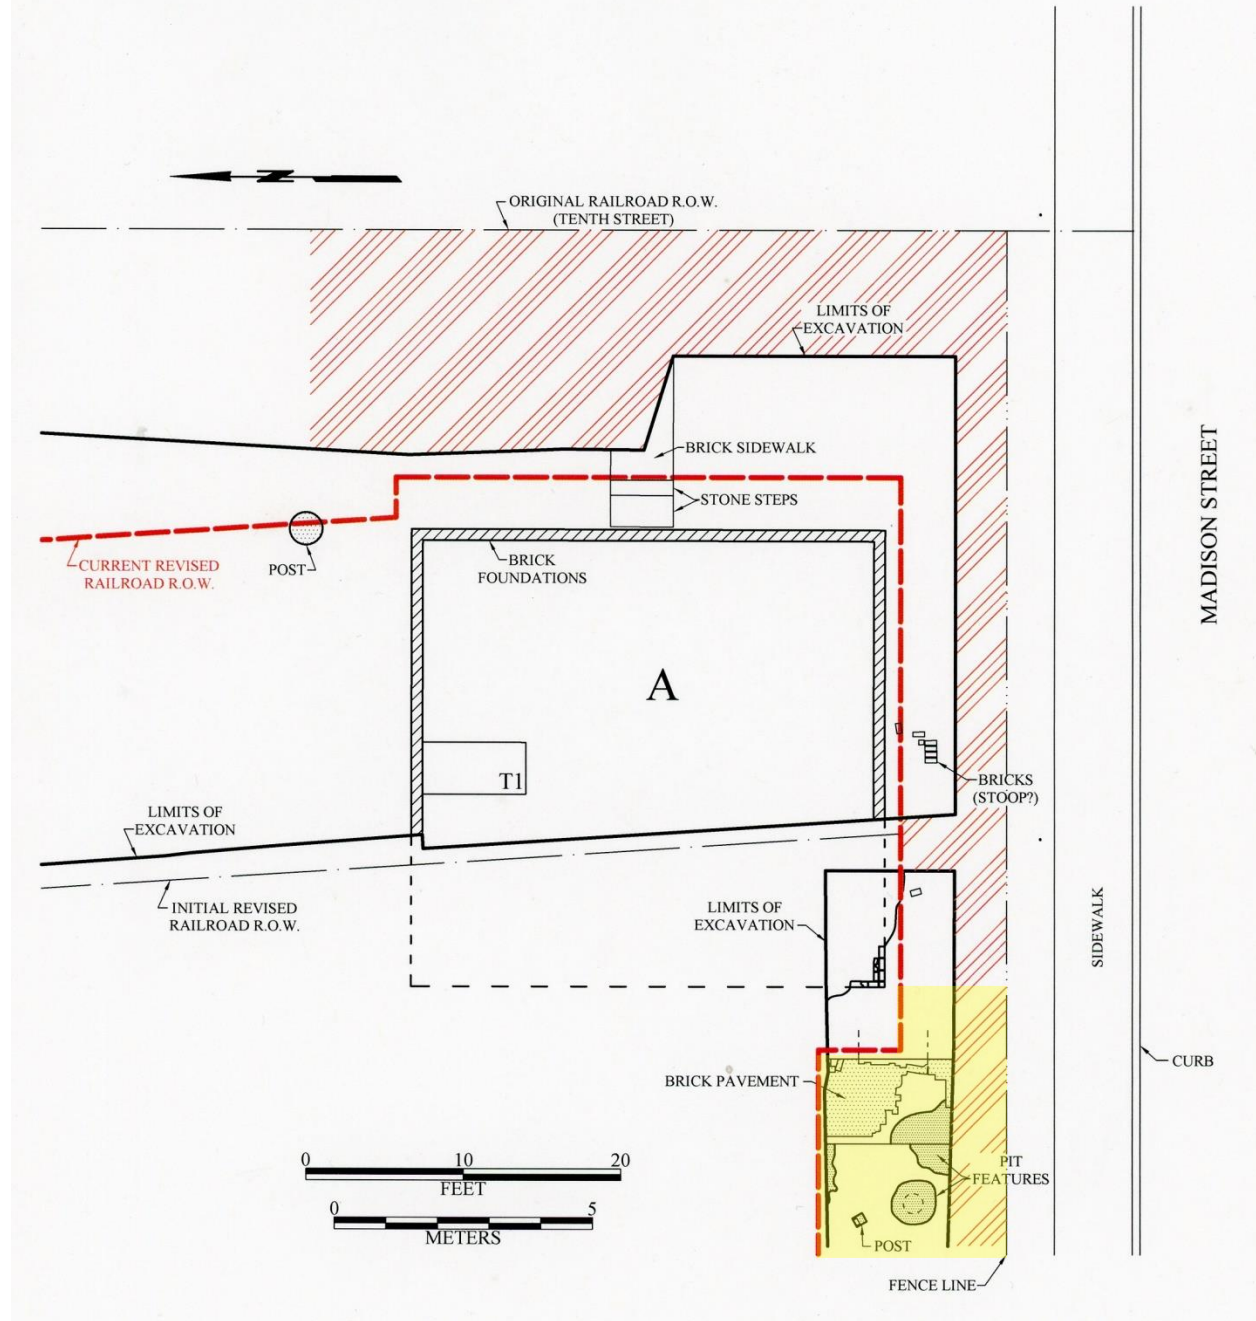 N
ORIGINAL RAILROAD R.O.W.
(TENTH STREET)
LIMITS OF
EXCAVATION
BRICK SIDEWALK
STONE STEPS
MADISON STREET
CURRENT REVISED
RAILROAD R.O.W.
POST
BRICK
FOUNDATIONS
A
T1
BRICKS
(STOOP?)
LIMITS OF
EXCAVATION
INITIAL REVISED
RAILROAD R.O.W.
LIMITS OF
EXCAVATION
SIDEWALK
CURB
BRICK PAVEMENT
PIT
FEATURES
0 10 20
FEET
0 5
METERS
POST
FENCE LINE